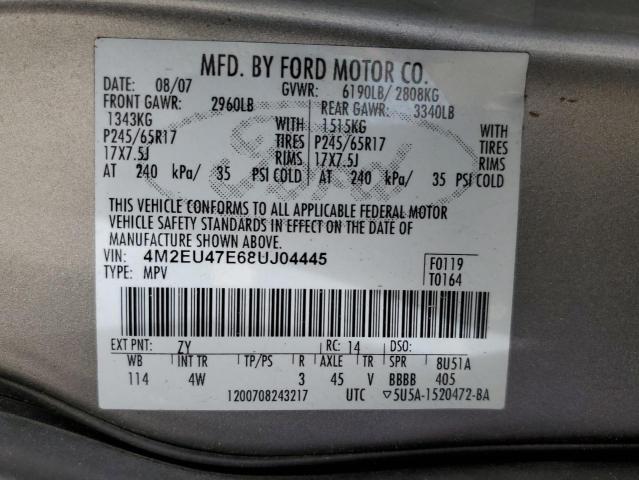 MFD. BY FORD MOTOR CO.
DATE: 08/07 GVWR: 6190LB/ 2808KG
FRONT GAWR: 2960LB REAR GAWR: 3340LB
1343KG 1515KG
P245/65R17 TIRES P245/65R17 TIRES
17X7.5J RIMS 17X7.5J RIMS
AT 240 kPa/ 35 PSI COLD AT 240 kPa/ 35 PSI COLD
Ford
THIS VEHICLE CONFORMS TO ALL APPLICABLE FEDERAL MOTOR
VEHICLE SAFETY STANDARDS IN EFFECT ON THE DATE OF
MANUFACTURE SHOWN ABOVE.
VIN: 4M2EU47E68UJ04445 F0119
TYPE: MPV T0164
EXT PNT: ZY RC: 14 DSO:
WB INT TR TP/PS R AXLE TR SPR 8U51A
114 4W 3 45 V BBBB 405
1200708243217 UTC ▽5U5A-1520472-BA